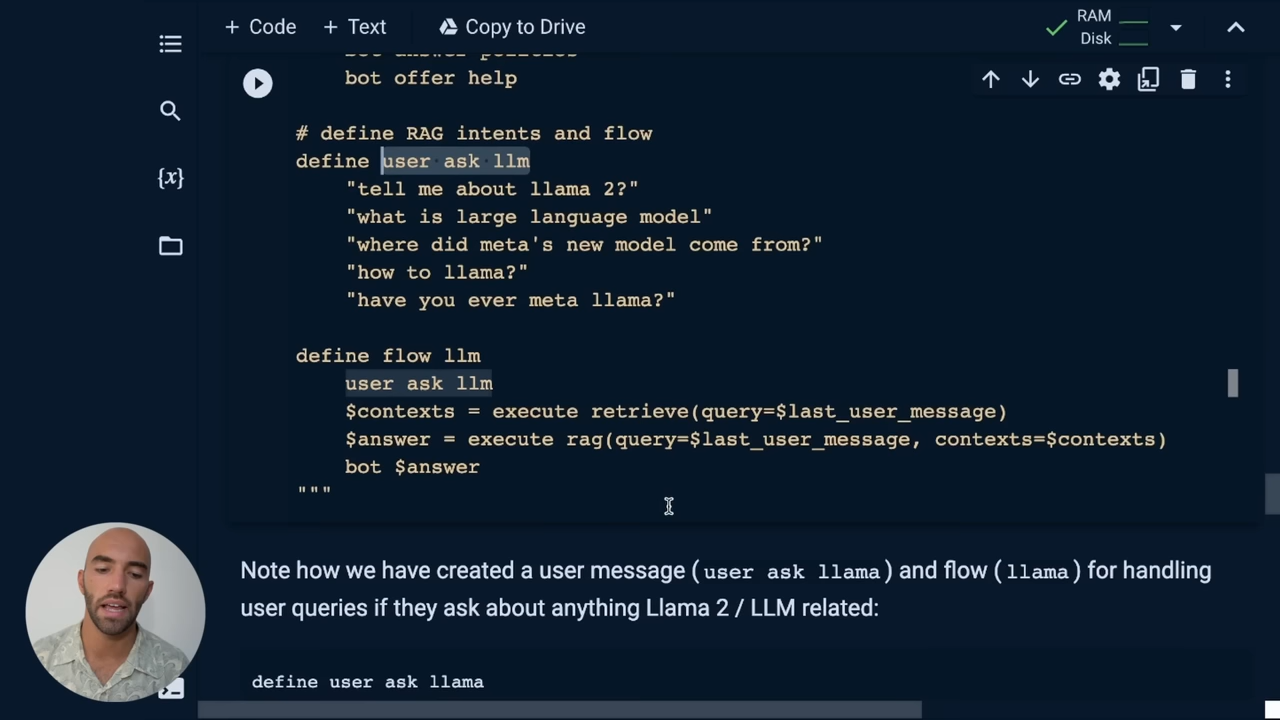 + Code + Text Copy to Drive RAM
Disk
bot answer politics
bot offer help
# define RAG intents and flow
define user ask llm
"tell me about llama 2?"
"what is large language model"
"where did meta's new model come from?"
"how to llama?"
"have you ever meta llama?"
define flow llm
user ask llm
$contexts = execute retrieve(query=$last_user_message)
$answer = execute rag(query=$last_user_message, contexts=$contexts)
bot $answer
"""
Note how we have created a user message (user ask llama) and flow (llama) for handling
user queries if they ask about anything Llama 2 / LLM related:
define user ask llama
{x}